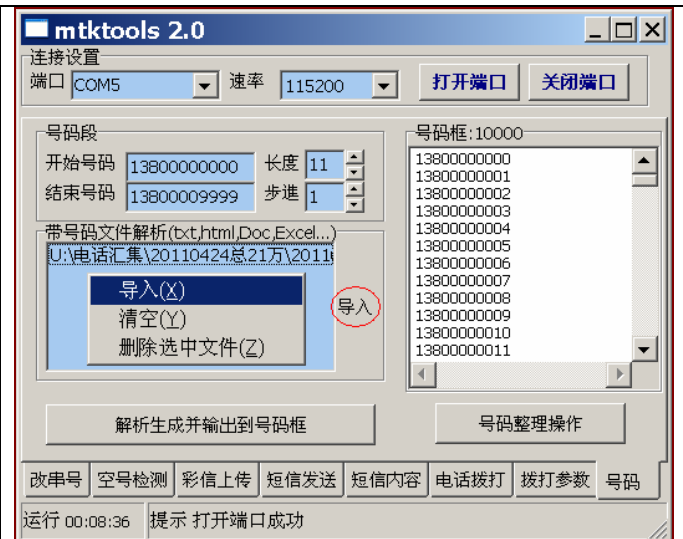 mtktools 2.0
连接设置
端口 COM5 速率 115200 打开端口 关闭端口
号码段
开始号码 13800000000 长度 11
结束号码 13800009999 步進 1
带号码文件解析(txt,html,Doc,Excel...)
U:\电话汇集\20110424总21万\2011
导入(X)
清空(Y)
删除选中文件(Z)
导入
号码框:10000
13800000000
13800000001
13800000002
13800000003
13800000004
13800000005
13800000006
13800000007
13800000008
13800000009
13800000010
13800000011
解析生成并输出到号码框 号码整理操作
改串号 空号检测 彩信上传 短信发送 短信内容 电话拨打 拨打参数 号码
运行 00:08:36 提示 打开端口成功